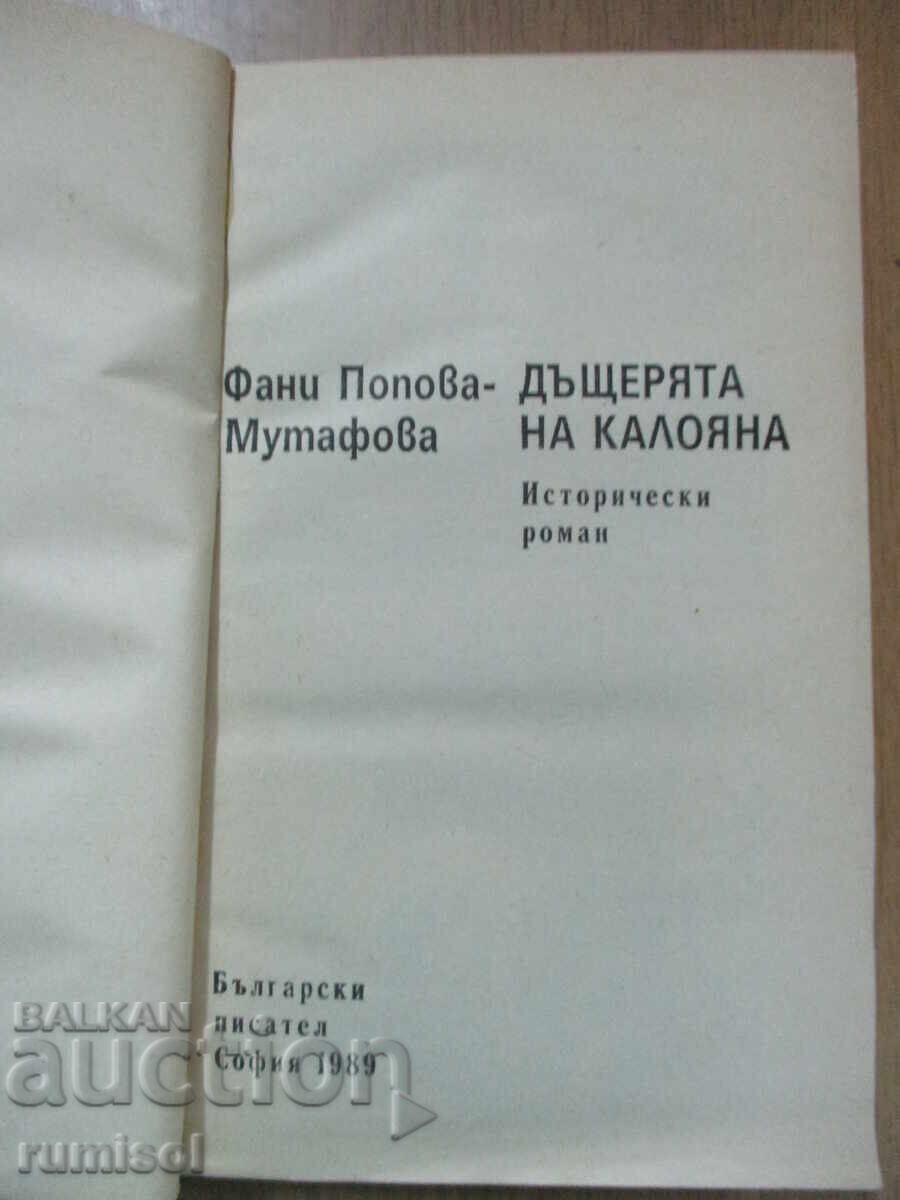 Фани Попова-
Мутафова
ДЪЩЕРЯТА
НА КАЛОЯНА
Исторически
роман
Български
писател
София 1989
BALKAN
auction
rumisol